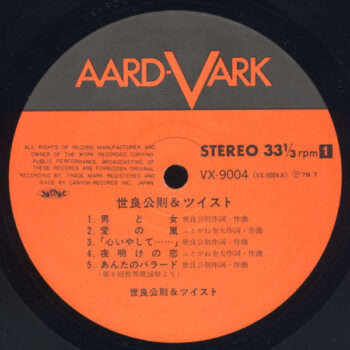 AARD-VARK
ALL RIGHTS OF RECORD MANUFACTURER AND
OWNER OF THE WORK RECORDED COPYING,
PUBLIC PERFORMANCE, BROADCASTING OF
THESE RECORDS ARE FORBIDDEN ORIGINAL
RECORDING BY TRADE MARK REGISTERED AND
MADE BY CANYON RECORDS INC. JAPAN
STEREO 33 1/3 rpm 1
VX-9004 (VX-9004-A) Ⓟ'78.7
JASRAC
世良公則&ツイスト
1. 男と女 世良公則作詞・作曲
2. 愛の嵐 ふとがね金太作詞・作曲
3.「心いやして……」世良公則作詞・作曲
4. 夜明けの恋 ふとがね金太作詞・作曲
5. あんたのバラード 世良公則作詞・作曲
(第8回世界歌謡祭より)
世良公則&ツイスト